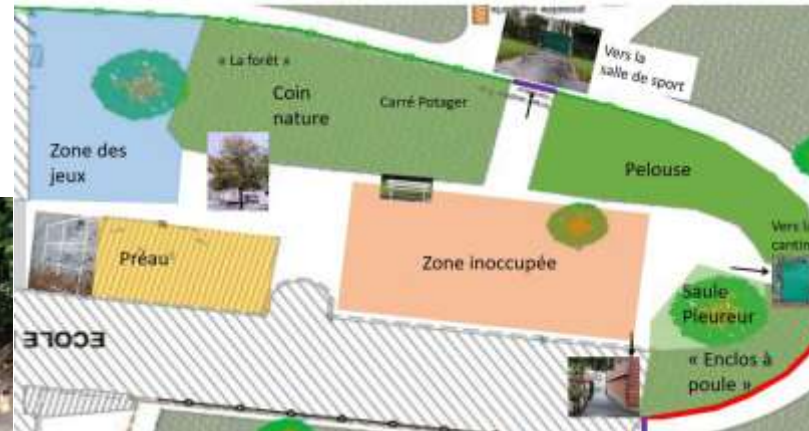 Vers la
salle de sport
« La forêt »
Coin
nature
Carré Potager
Zone des
jeux
Pelouse
Vers la
cantin
Préau
Zone inoccupée
Saule
Pleureur
ECOLE
« Enclos à
poule »